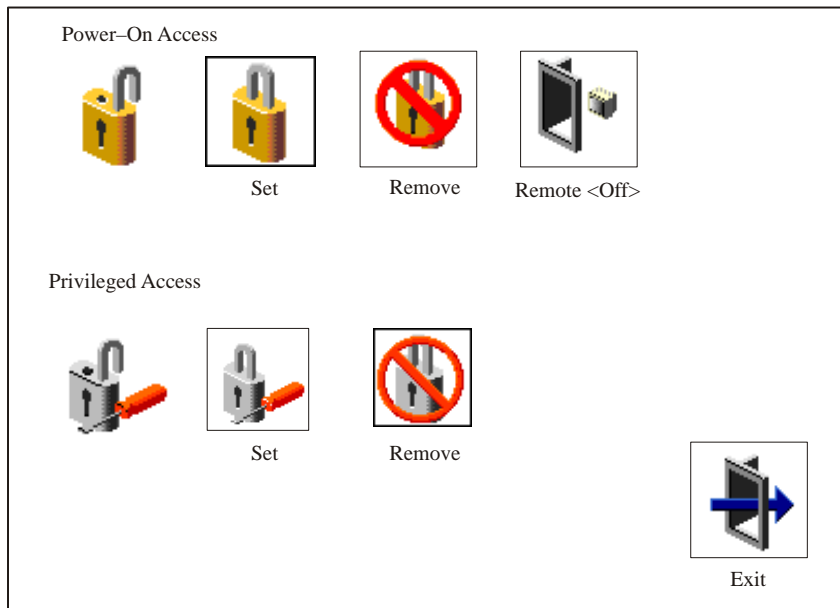 Power–On Access
Set
Remove
Remote <Off>
Privileged Access
Set
Remove
Exit